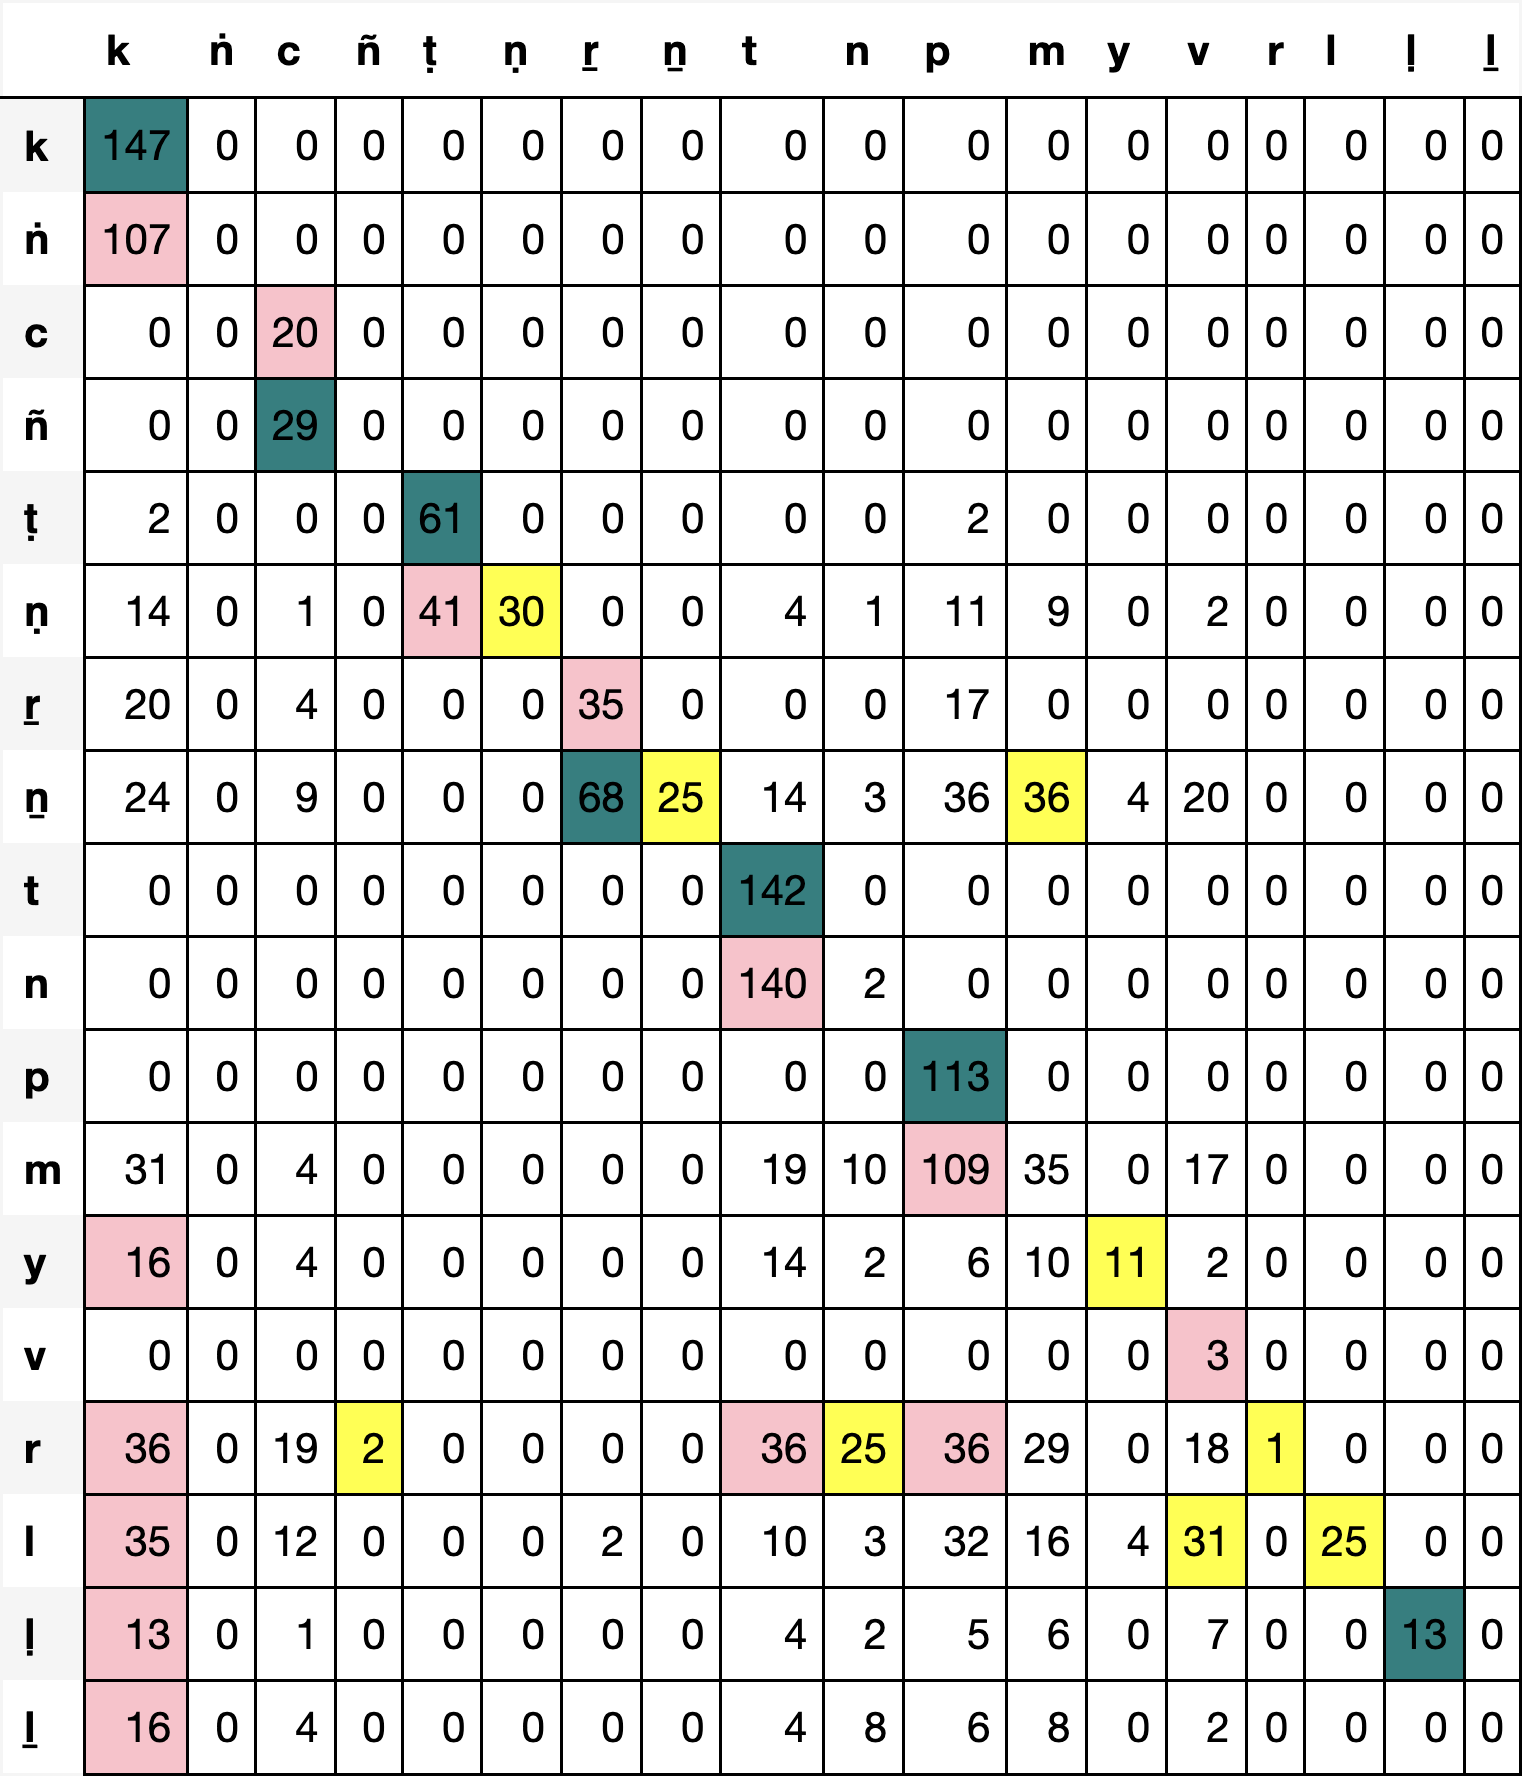 k ṅ c ñ ṭ ṇ ṟ ṉ t n p m y v r l ḷ ḻ
k 147 0 0 0 0 0 0 0 0 0 0 0 0 0 0 0 0 0
ṅ 107 0 0 0 0 0 0 0 0 0 0 0 0 0 0 0 0 0
c 0 0 20 0 0 0 0 0 0 0 0 0 0 0 0 0 0 0
ñ 0 0 29 0 0 0 0 0 0 0 0 0 0 0 0 0 0 0
ṭ 2 0 0 0 61 0 0 0 0 0 2 0 0 0 0 0 0 0
ṇ 14 0 1 0 41 30 0 0 4 1 11 9 0 2 0 0 0 0
ṟ 20 0 4 0 0 0 35 0 0 0 17 0 0 0 0 0 0 0
ṉ 24 0 9 0 0 0 68 25 14 3 36 36 4 20 0 0 0 0
t 0 0 0 0 0 0 0 0 142 0 0 0 0 0 0 0 0 0
n 0 0 0 0 0 0 0 0 140 2 0 0 0 0 0 0 0 0
p 0 0 0 0 0 0 0 0 0 0 113 0 0 0 0 0 0 0
m 31 0 4 0 0 0 0 0 19 10 109 35 0 17 0 0 0 0
y 16 0 4 0 0 0 0 0 14 2 6 10 11 2 0 0 0 0
v 0 0 0 0 0 0 0 0 0 0 0 0 0 3 0 0 0 0
r 36 0 19 2 0 0 0 0 36 25 36 29 0 18 1 0 0 0
l 35 0 12 0 0 0 2 0 10 3 32 16 4 31 0 25 0 0
ḷ 13 0 1 0 0 0 0 0 4 2 5 6 0 7 0 0 13 0
ḻ 16 0 4 0 0 0 0 0 4 8 6 8 0 2 0 0 0 0